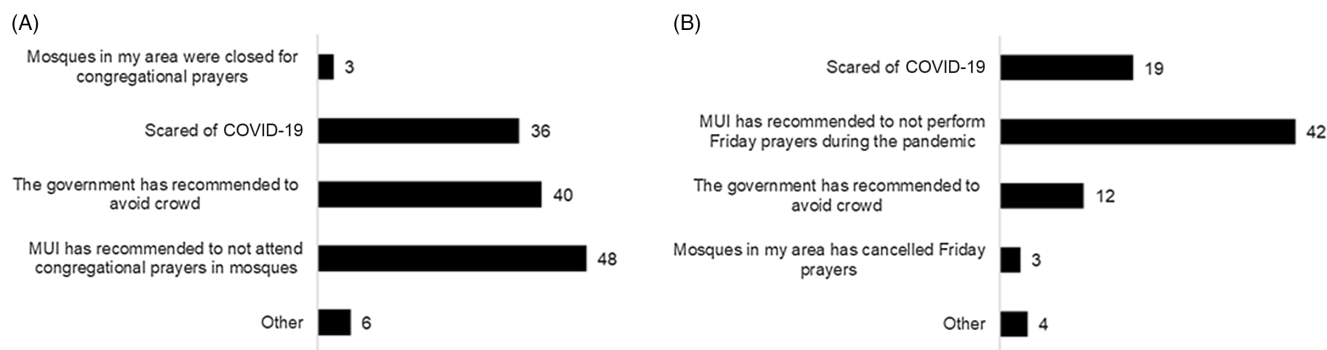 (A)
Mosques in my area were closed for
congregational prayers
3
Scared of COVID-19
36
The government has recommended to
avoid crowd
40
MUI has recommended to not attend
congregational prayers in mosques
48
Other
6
(B)
Scared of COVID-19
19
MUI has recommended to not perform
Friday prayers during the pandemic
42
The government has recommended to
avoid crowd
12
Mosques in my area has cancelled Friday
prayers
3
Other
4